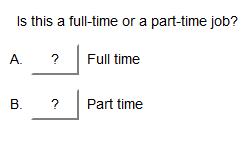 Is this a full-time or a part-time job?
A. ? Full time
B. ? Part time